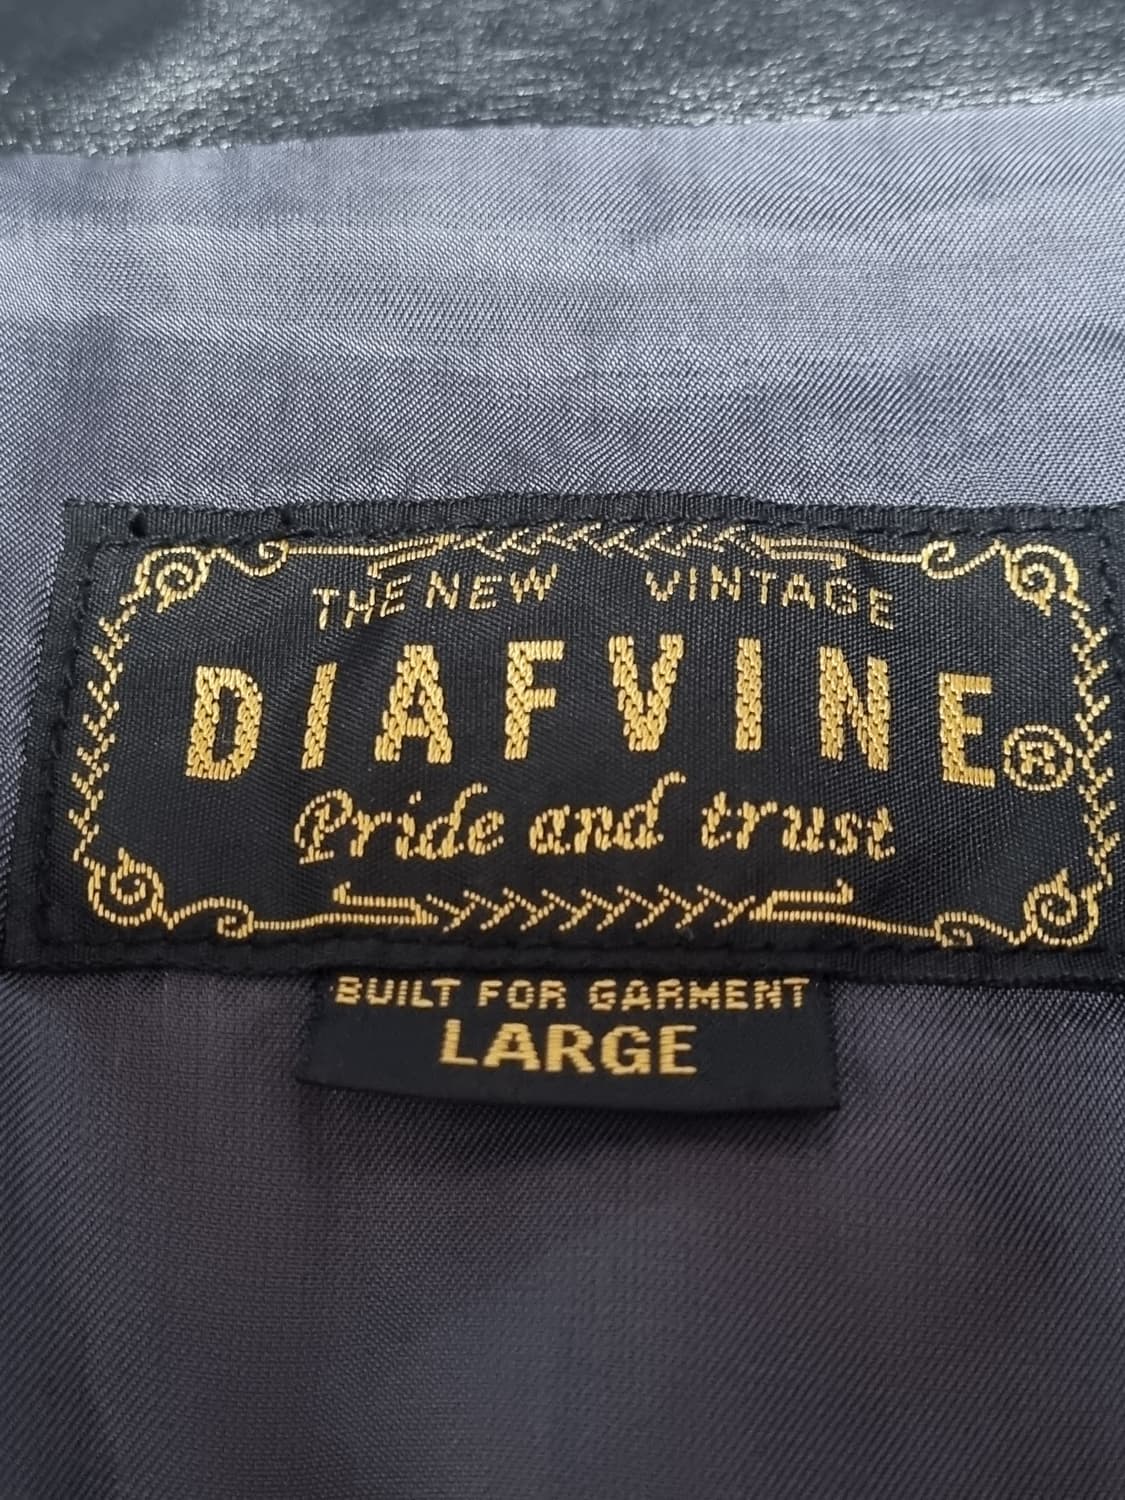 THE NEW VINTAGE
DIAFVINE®
Pride and trust
BUILT FOR GARMENT
LARGE